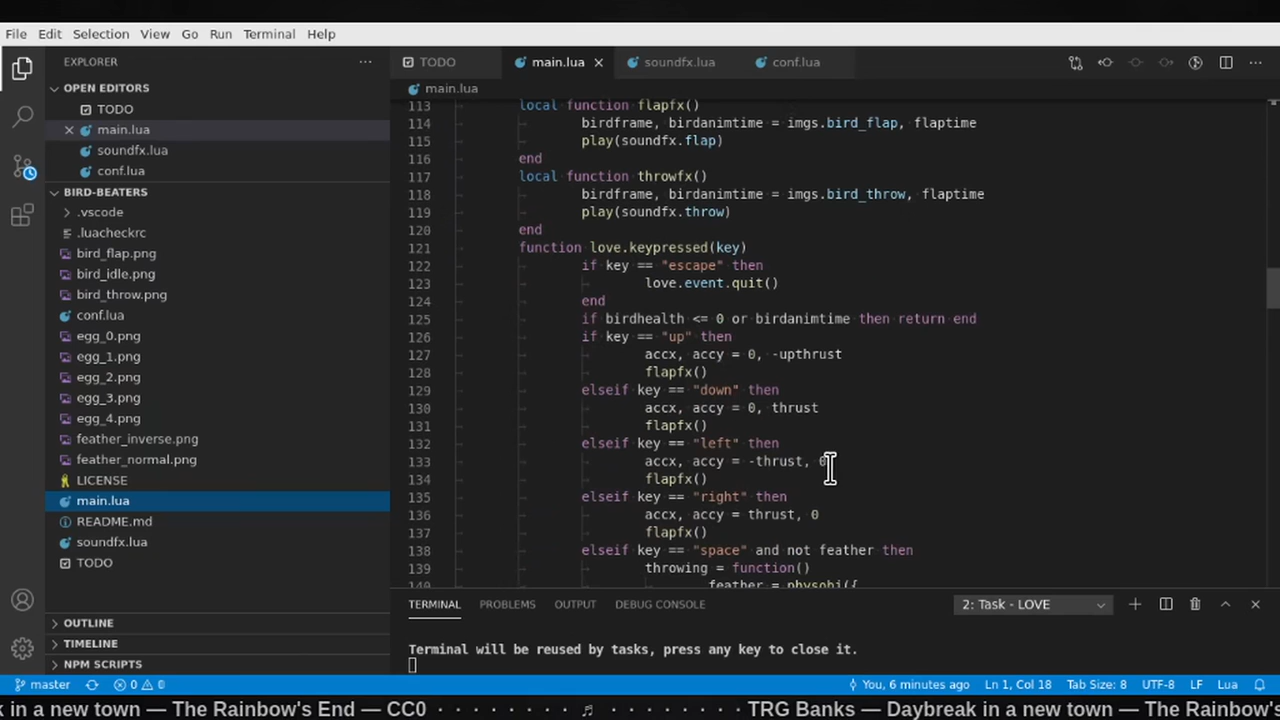 File Edit Selection View Go Run Terminal Help
EXPLORER
OPEN EDITORS
TODO
main.lua
soundfx.lua
conf.lua
BIRD-BEATERS
.vscode
.luacheckrc
bird_flap.png
bird_idle.png
bird_throw.png
conf.lua
egg_0.png
egg_1.png
egg_2.png
egg_3.png
egg_4.png
feather_inverse.png
feather_normal.png
LICENSE
main.lua
README.md
soundfx.lua
TODO
OUTLINE
TIMELINE
NPM SCRIPTS
TODO main.lua soundfx.lua conf.lua
main.lua
113 local function flapfx()
114 birdframe, birdanimtime = imgs.bird_flap, flaptime
115 play(soundfx.flap)
116 end
117 local function throwfx()
118 birdframe, birdanimtime = imgs.bird_throw, flaptime
119 play(soundfx.throw)
120 end
121 function love.keypressed(key)
122 if key == "escape" then
123 love.event.quit()
124 end
125 if birdhealth <= 0 or birdanimtime then return end
126 if key == "up" then
127 accx, accy = 0, -upthrust
128 flapfx()
129 elseif key == "down" then
130 accx, accy = 0, thrust
131 flapfx()
132 elseif key == "left" then
133 accx, accy = -thrust, 0
134 flapfx()
135 elseif key == "right" then
136 accx, accy = thrust, 0
137 flapfx()
138 elseif key == "space" and not feather then
139 throwing = function()
140 feather = physobj({
TERMINAL PROBLEMS OUTPUT DEBUG CONSOLE 2: Task - LOVE
Terminal will be reused by tasks, press any key to close it.
master 0 0 You, 6 minutes ago Ln 1, Col 18 Tab Size: 8 UTF-8 LF Lua
k in a new town — The Rainbow's End — CC0 · · · · · · · ♬ · · · · · · · TRG Banks — Daybreak in a new town — The Rainbow's